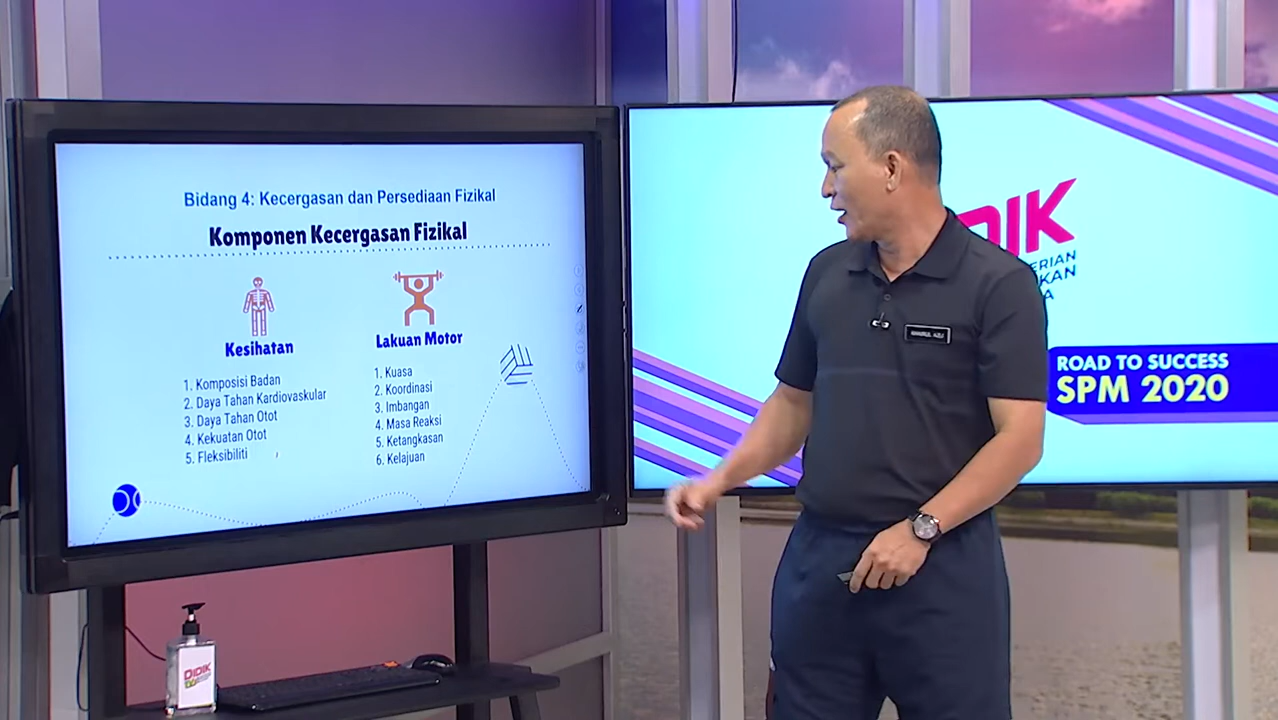 Bidang 4: Kecergasan dan Persediaan Fizikal
Komponen Kecergasan Fizikal
Kesihatan
1. Komposisi Badan
2. Daya Tahan Kardiovaskular
3. Daya Tahan Otot
4. Kekuatan Otot
5. Fleksibiliti
Lakuan Motor
1. Kuasa
2. Koordinasi
3. Imbangan
4. Masa Reaksi
5. Ketangkasan
6. Kelajuan
DIDIK
ROAD TO SUCCESS
SPM 2020
DIDIK